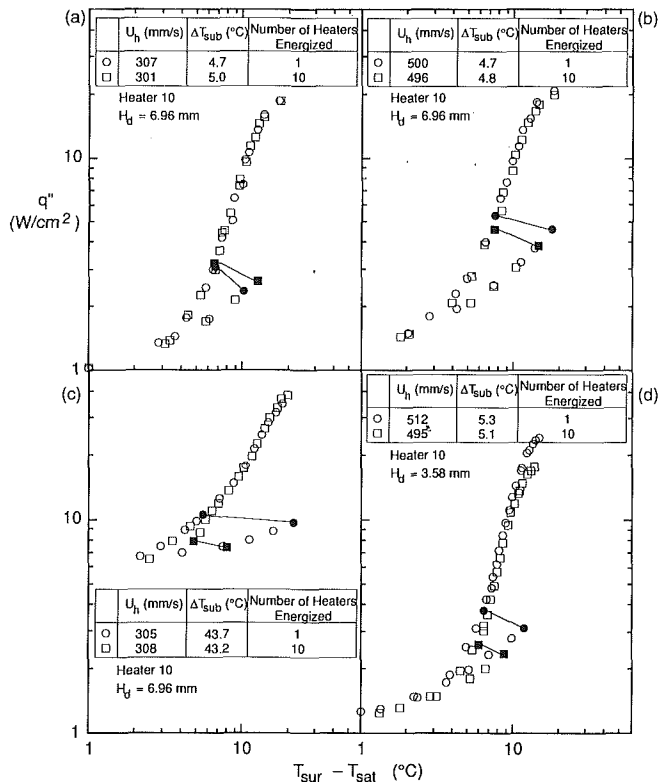 (a)
U_h (mm/s) ΔT_sub (°C) Number of Heaters Energized
○ 307 4.7 1
□ 301 5.0 10
Heater 10
H_d = 6.96 mm
(b)
U_h (mm/s) ΔT_sub (°C) Number of Heaters Energized
○ 500 4.7 1
□ 496 4.8 10
Heater 10
H_d = 6.96 mm
10
q"
(W/cm²)
1
(c)
U_h (mm/s) ΔT_sub (°C) Number of Heaters Energized
○ 305 43.7 1
□ 308 43.2 10
Heater 10
H_d = 6.96 mm
(d)
U_h (mm/s) ΔT_sub (°C) Number of Heaters Energized
○ 512 5.3 1
□ 495 5.1 10
Heater 10
H_d = 3.58 mm
10
1
1 10 1 10
T_sur – T_sat (°C)